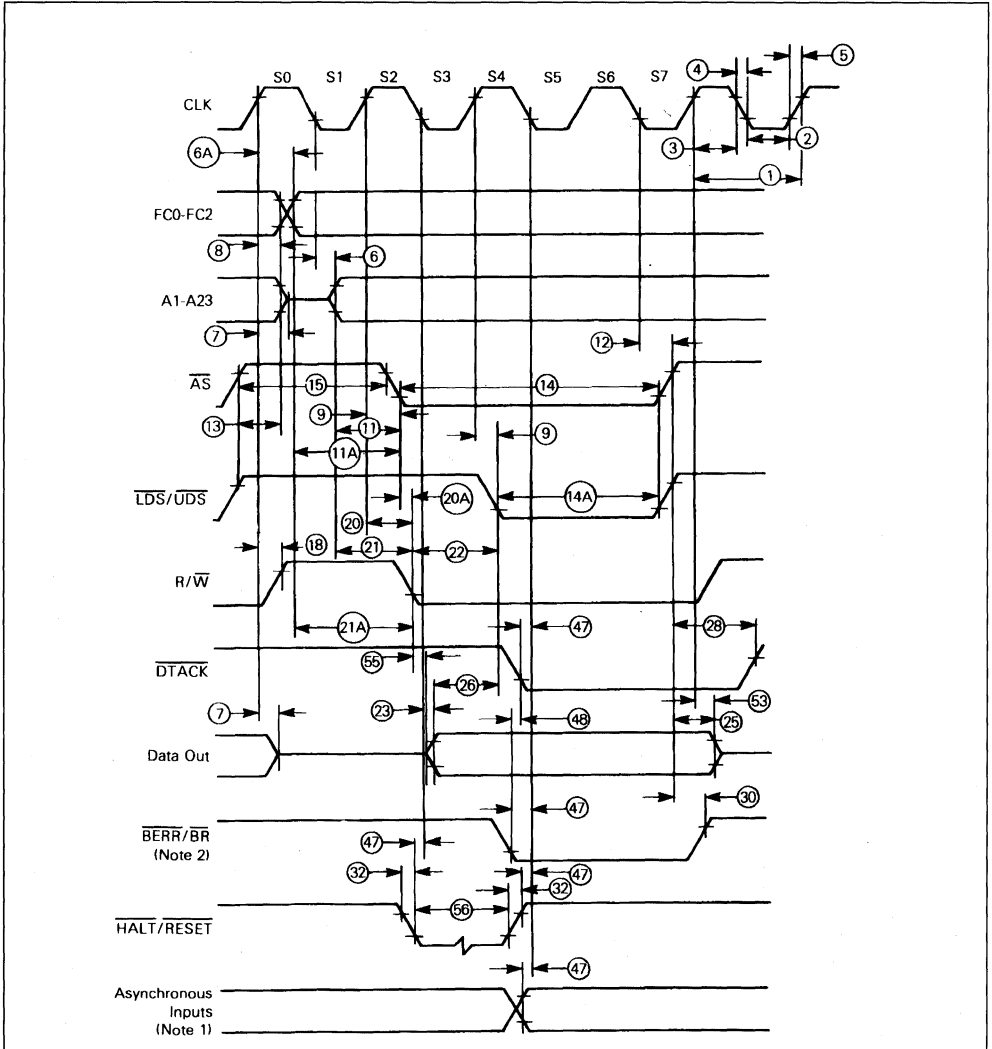 S0 S1 S2 S3 S4 S5 S6 S7 4 5
CLK
3 2
6A 1
FC0-FC2
8 6
A1-A23
7 12
AS 15 14
9 9
13 11
11A
LDS/UDS 20A 14A
20
18 21 22
R/W
21A 47 28
DTACK 55
26
7 23 48 53
25
Data Out
47 30
BERR/BR
(Note 2) 47 47
32 32
56
HALT/RESET
47
Asynchronous
Inputs
(Note 1)